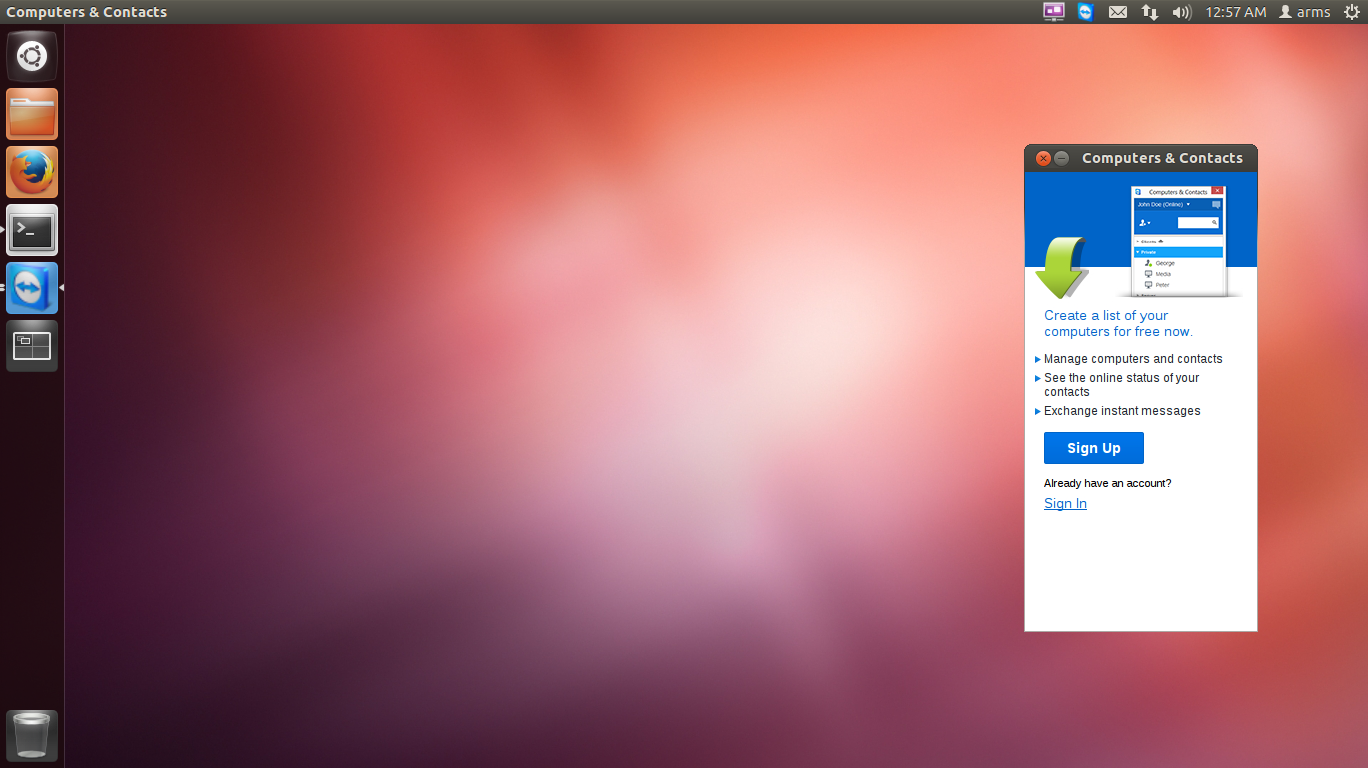 Computers & Contacts
12:57 AM
arms
Computers & Contacts
Computers & Contacts
John Doe (Online)
Private
George
Media
Peter
Create a list of your
computers for free now.
Manage computers and contacts
See the online status of your
contacts
Exchange instant messages
Sign Up
Already have an account?
Sign In